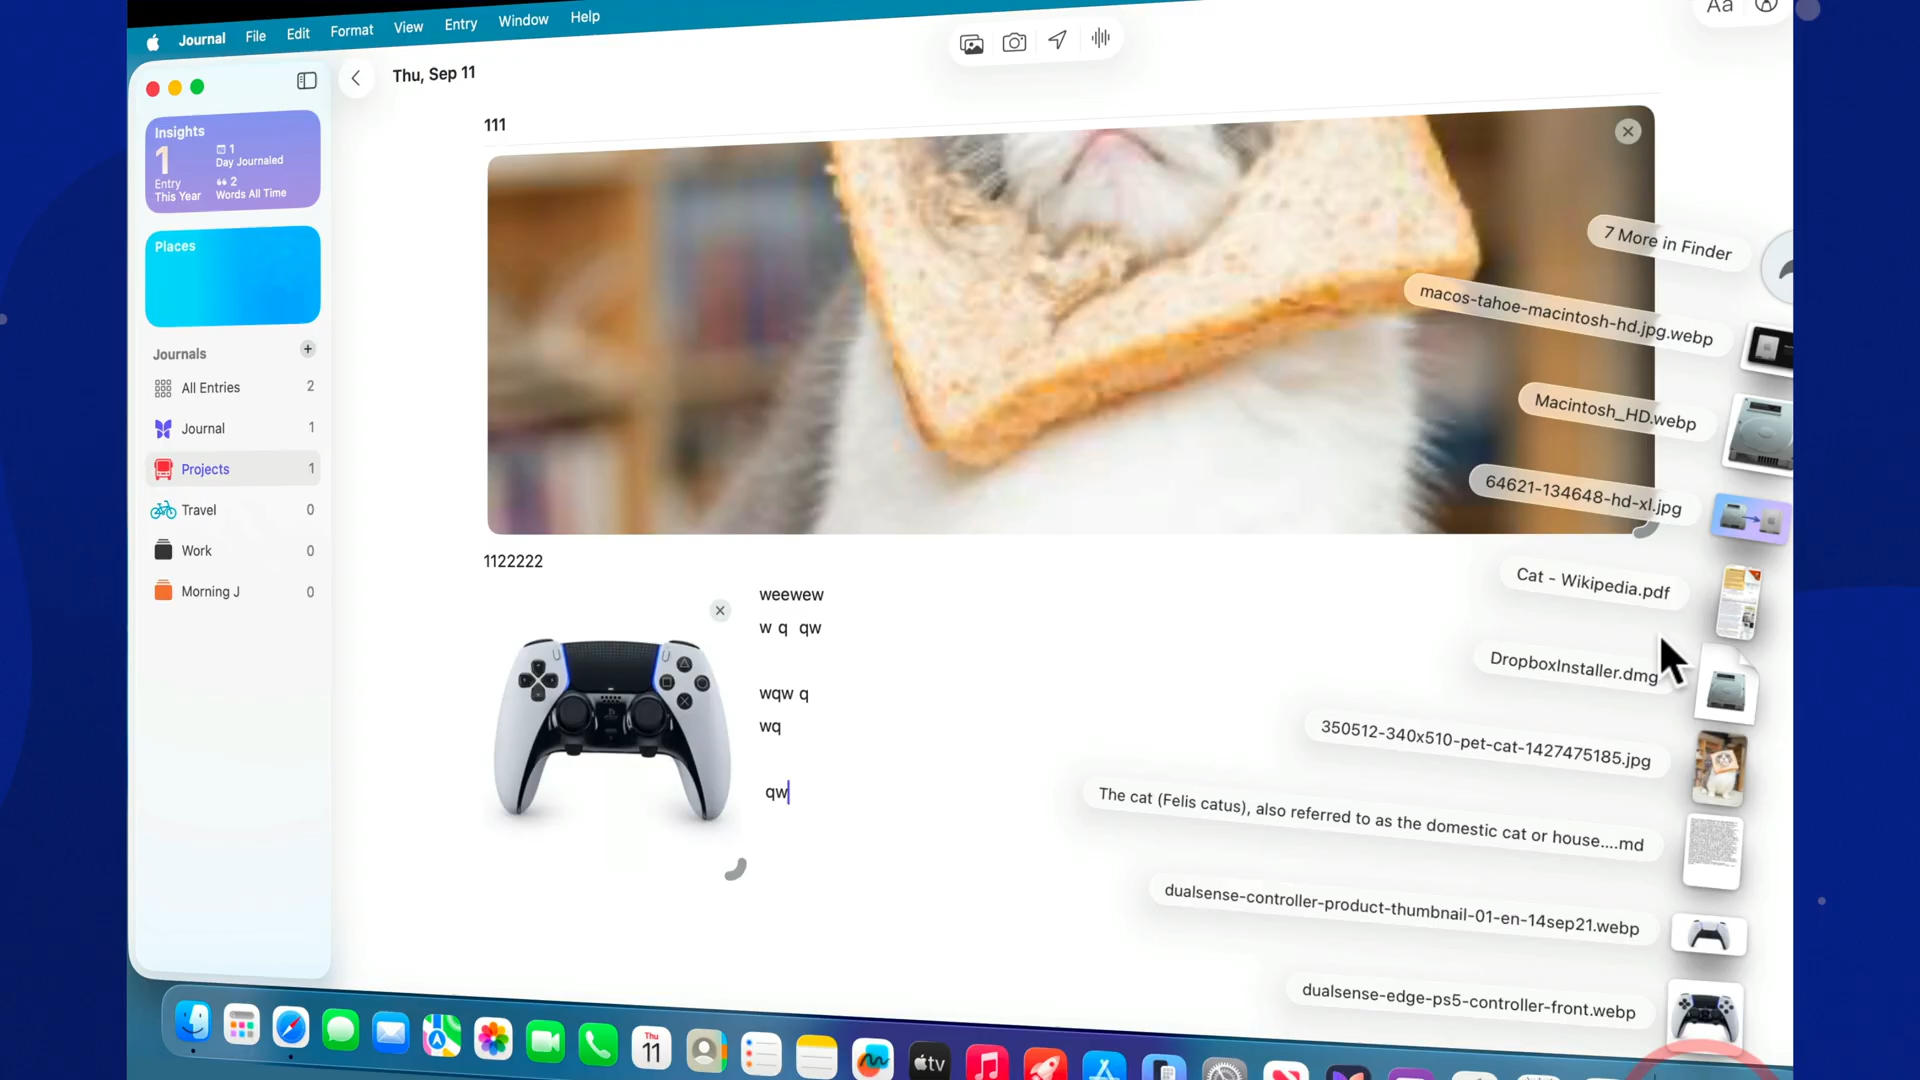 Journal File Edit Format View Entry Window Help
Aa
Thu, Sep 11
Insights
1
Entry
This Year
1
Day Journaled
2
Words All Time
Places
Journals
All Entries 2
Journal 1
Projects 1
Travel 0
Work 0
Morning J 0
111
1122222
weewew
w q qw
wqw q
wq
qw
7 More in Finder
macos-tahoe-macintosh-hd.jpg.webp
Macintosh_HD.webp
64621-134648-hd-xl.jpg
Cat - Wikipedia.pdf
DropboxInstaller.dmg
350512-340x510-pet-cat-1427475185.jpg
The cat (Felis catus), also referred to as the domestic cat or house....md
dualsense-controller-product-thumbnail-01-en-14sep21.webp
dualsense-edge-ps5-controller-front.webp
Thu
11
tv